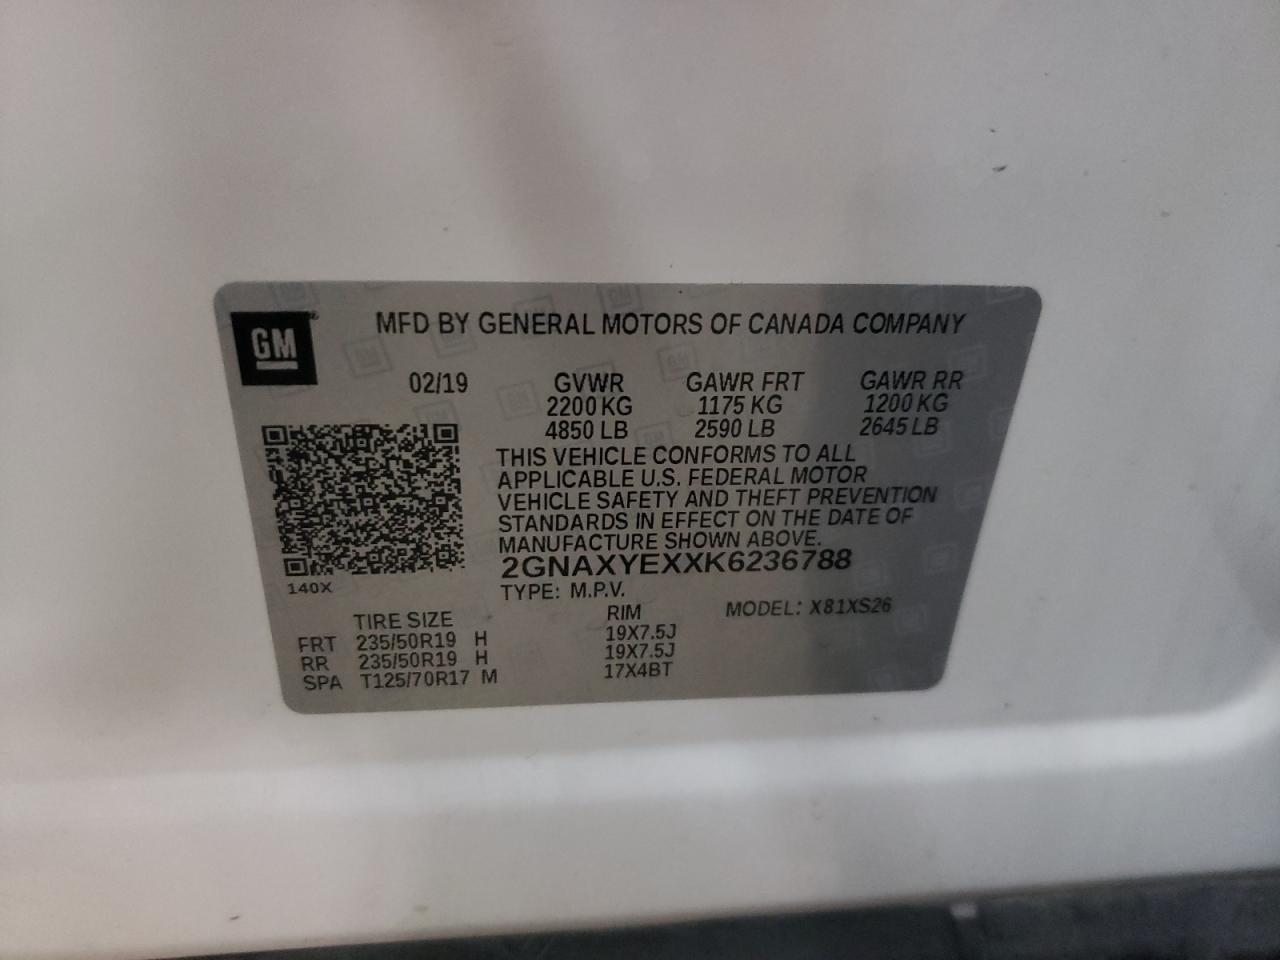 GM®
MFD BY GENERAL MOTORS OF CANADA COMPANY
02/19 GVWR GAWR FRT GAWR RR
2200 KG 1175 KG 1200 KG
4850 LB 2590 LB 2645 LB
THIS VEHICLE CONFORMS TO ALL
APPLICABLE U.S. FEDERAL MOTOR
VEHICLE SAFETY AND THEFT PREVENTION
STANDARDS IN EFFECT ON THE DATE OF
MANUFACTURE SHOWN ABOVE.
2GNAXYEXXK6236788
140X
TYPE: M.P.V.
TIRE SIZE RIM MODEL: X81XS26
FRT 235/50R19 H 19X7.5J
RR 235/50R19 H 19X7.5J
SPA T125/70R17 M 17X4BT